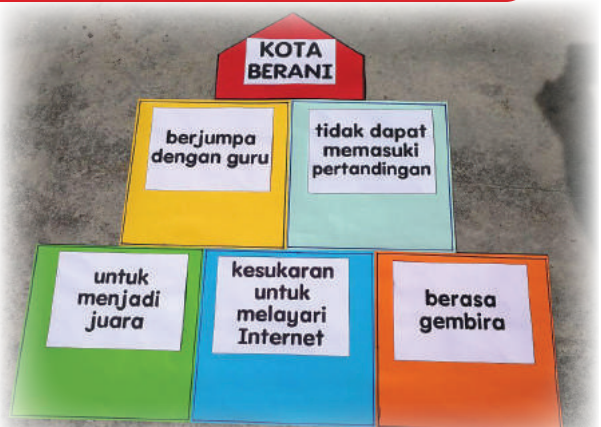 KOTA
BERANI
berjumpa
dengan guru
tidak dapat
memasuki
pertandingan
untuk
menjadi
juara
kesukaran
untuk
melayari
Internet
berasa
gembira